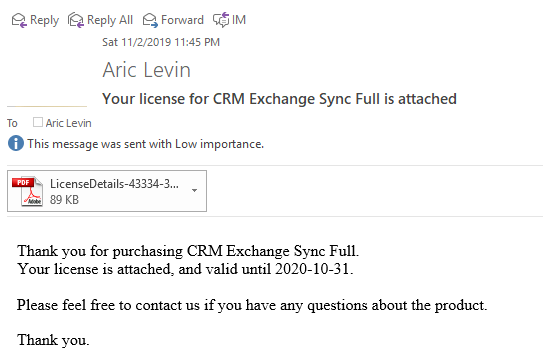 Reply Reply All Forward IM
Sat 11/2/2019 11:45 PM
Aric Levin
Your license for CRM Exchange Sync Full is attached
To Aric Levin
This message was sent with Low importance.
PDF Adobe LicenseDetails-43334-3...
89 KB
Thank you for purchasing CRM Exchange Sync Full.
Your license is attached, and valid until 2020-10-31.
Please feel free to contact us if you have any questions about the product.
Thank you.